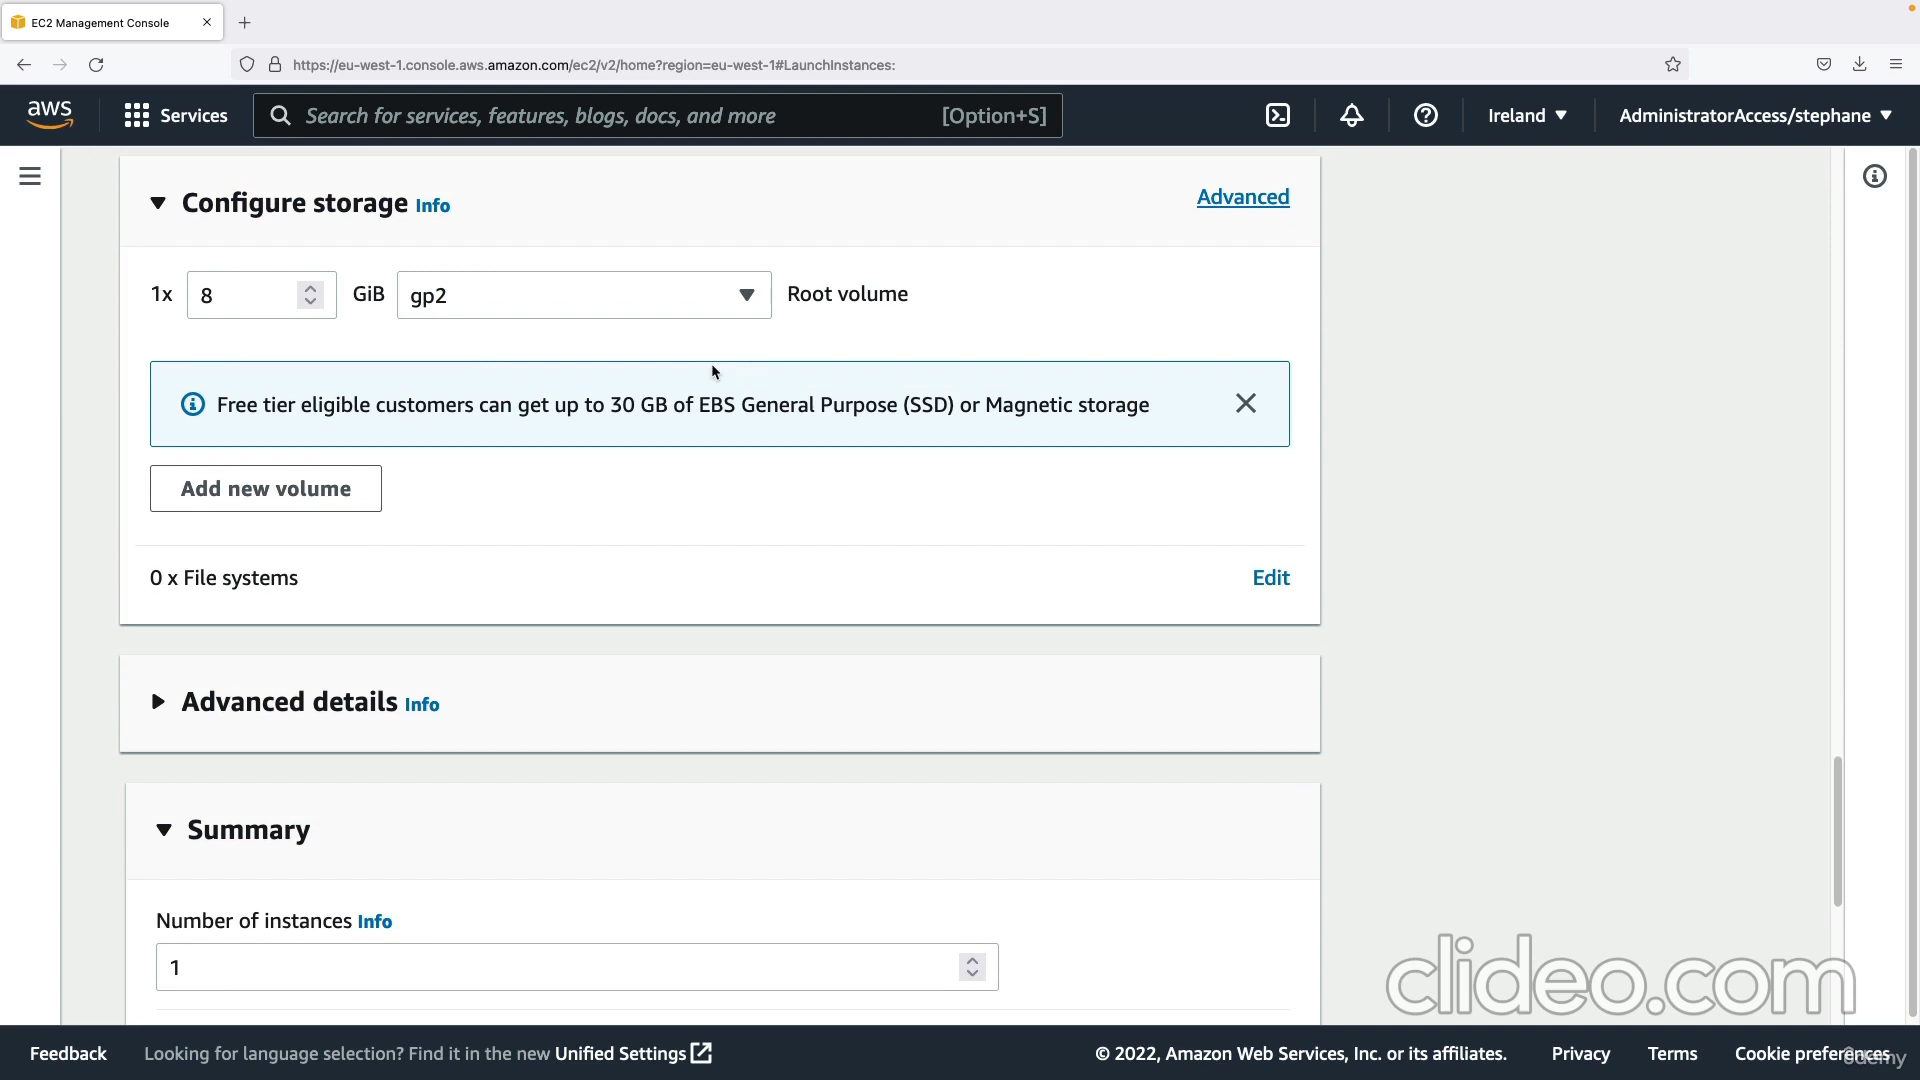 EC2 Management Console
https://eu-west-1.console.aws.amazon.com/ec2/v2/home?region=eu-west-1#LaunchInstances:
aws
Services
Search for services, features, blogs, docs, and more [Option+S]
Ireland
AdministratorAccess/stephane
Configure storage Info
Advanced
1x 8 GiB gp2 Root volume
Free tier eligible customers can get up to 30 GB of EBS General Purpose (SSD) or Magnetic storage
Add new volume
0 x File systems
Edit
Advanced details Info
Summary
Number of instances Info
1
clideo.com
Feedback
Looking for language selection? Find it in the new Unified Settings
© 2022, Amazon Web Services, Inc. or its affiliates.
Privacy
Terms
Cookie preferences
ûdemy